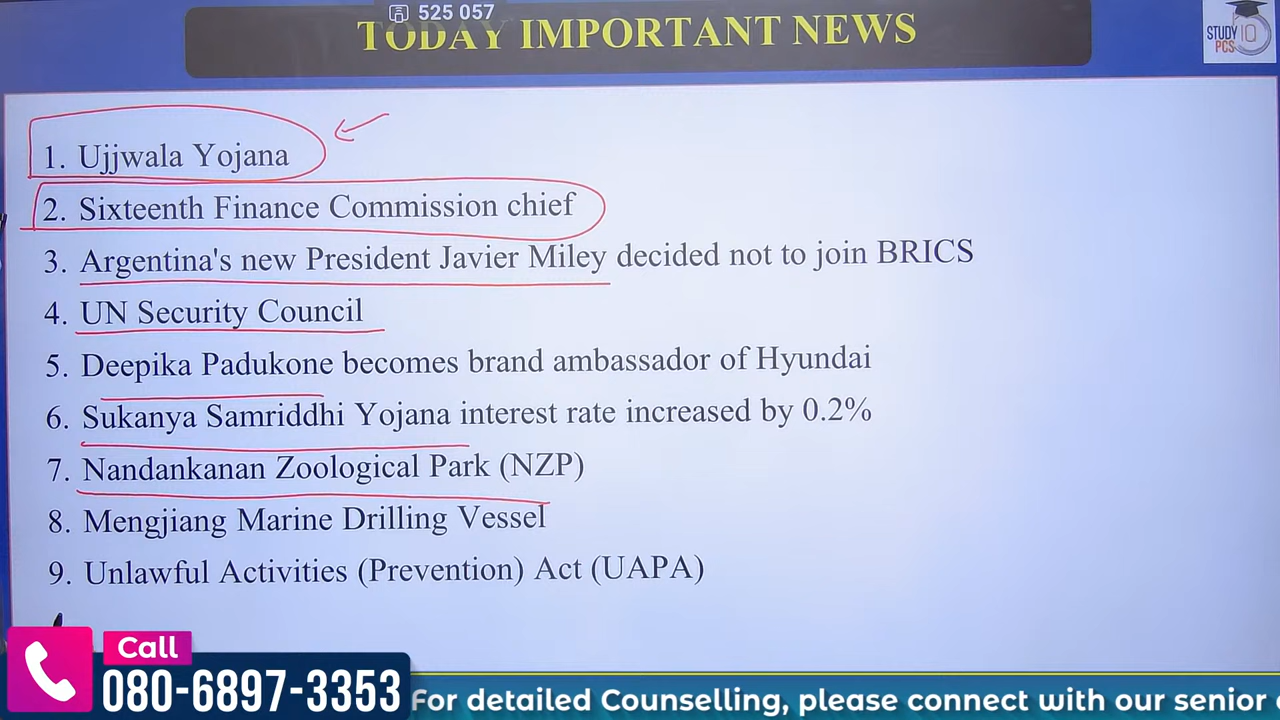 525 057
TODAY IMPORTANT NEWS
STUDY IQ
PCS
1. Ujjwala Yojana
2. Sixteenth Finance Commission chief
3. Argentina's new President Javier Miley decided not to join BRICS
4. UN Security Council
5. Deepika Padukone becomes brand ambassador of Hyundai
6. Sukanya Samriddhi Yojana interest rate increased by 0.2%
7. Nandankanan Zoological Park (NZP)
8. Mengjiang Marine Drilling Vessel
9. Unlawful Activities (Prevention) Act (UAPA)
Call
080-6897-3353
For detailed Counselling, please connect with our senior